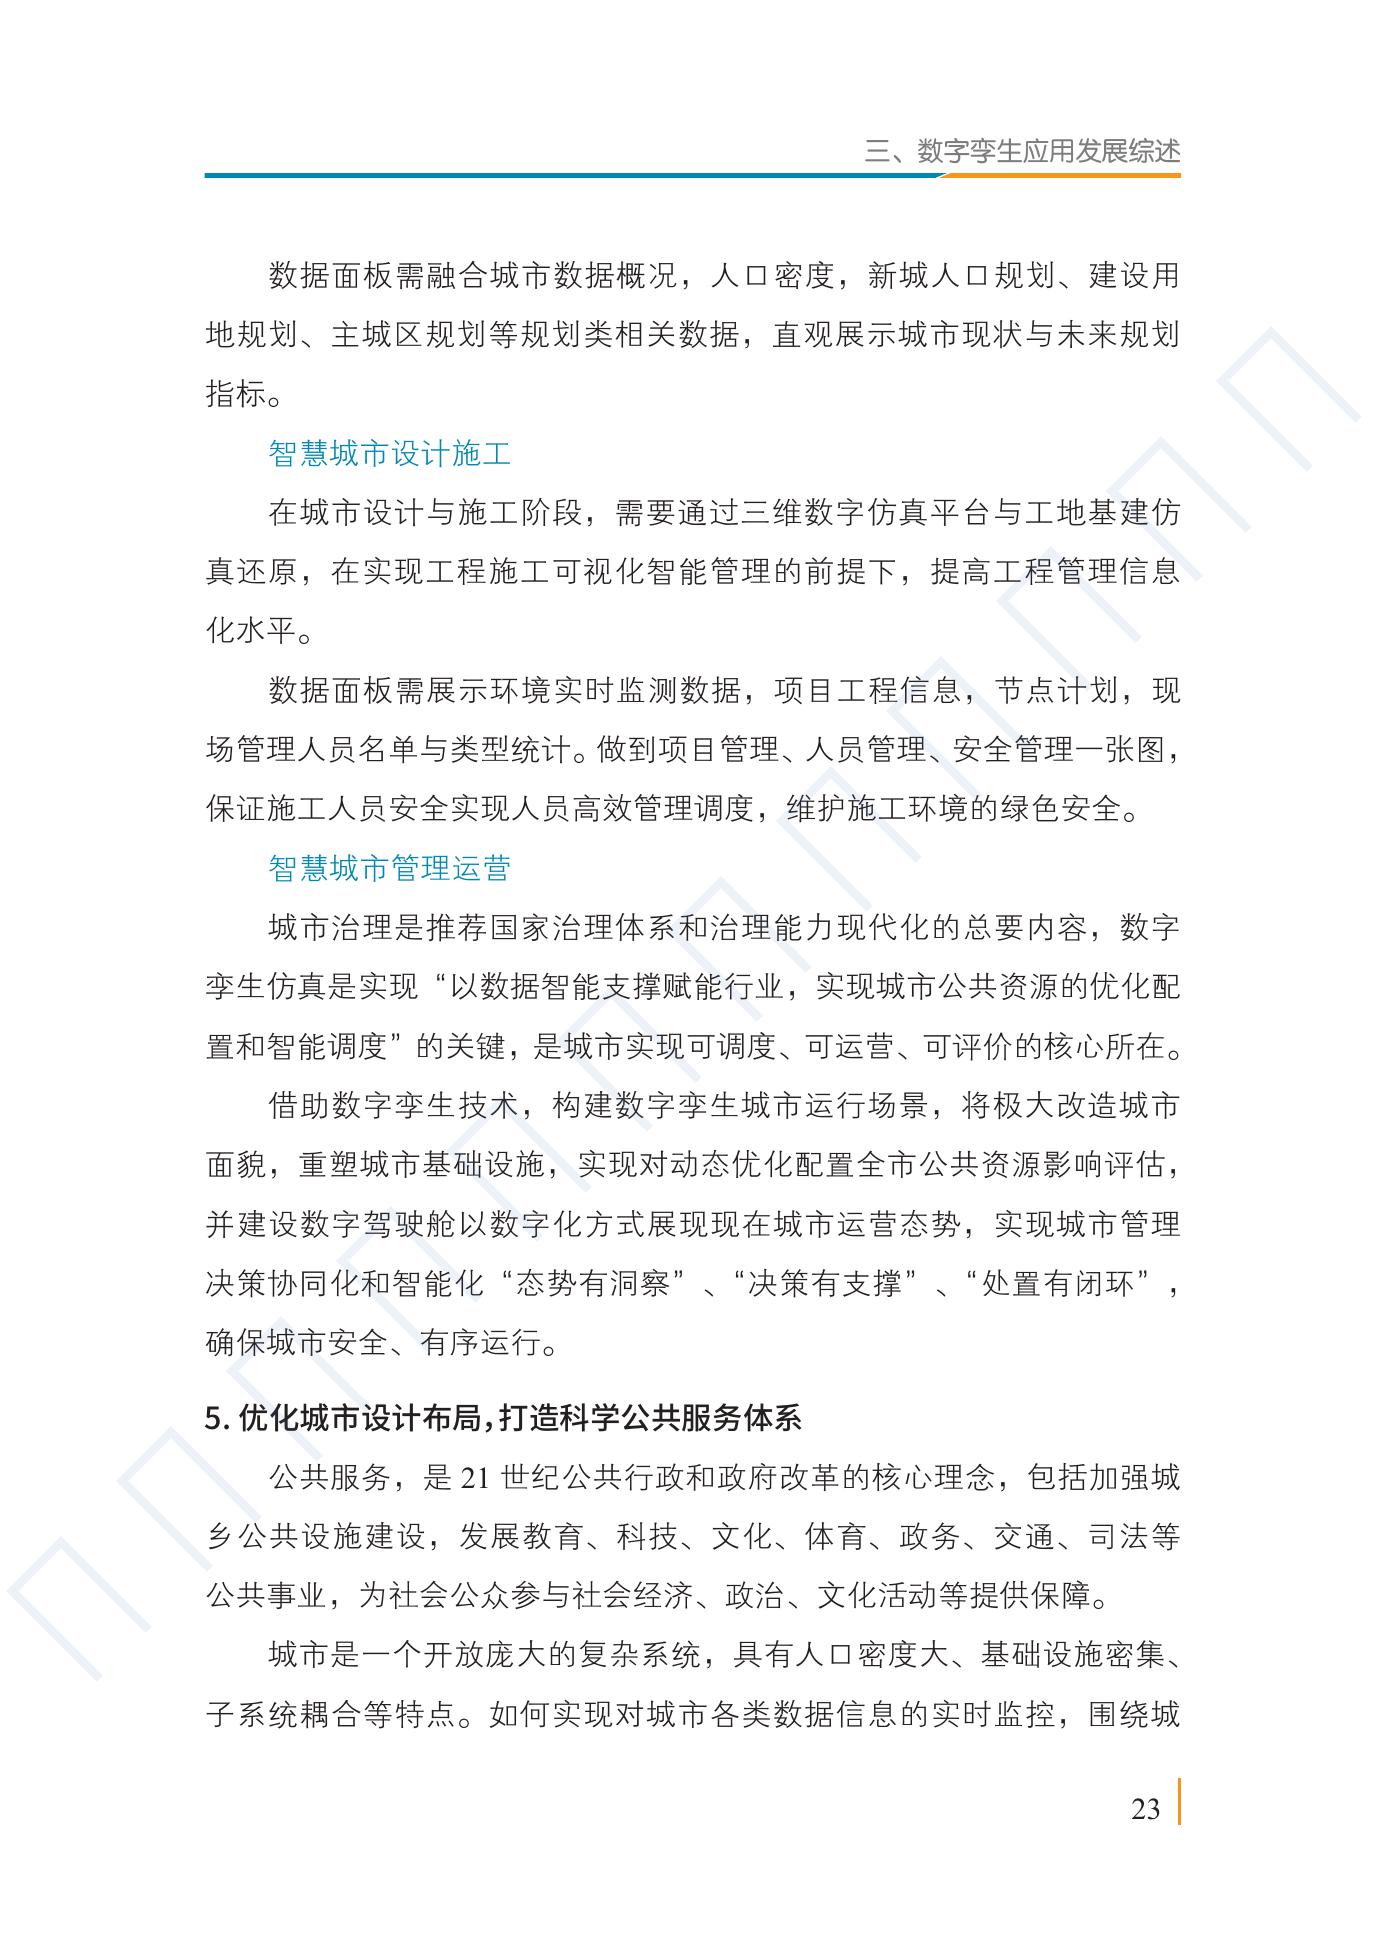 三、数字孪生应用发展综述
数据面板需融合城市数据概况，人口密度，新城人口规划、建设用
地规划、主城区规划等规划类相关数据，直观展示城市现状与未来规划
指标。
智慧城市设计施工
在城市设计与施工阶段，需要通过三维数字仿真平台与工地基建仿
真还原，在实现工程施工可视化智能管理的前提下，提高工程管理信息
化水平。
数据面板需展示环境实时监测数据，项目工程信息，节点计划，现
场管理人员名单与类型统计。做到项目管理、人员管理、安全管理一张图，
保证施工人员安全实现人员高效管理调度，维护施工环境的绿色安全。
智慧城市管理运营
城市治理是推荐国家治理体系和治理能力现代化的总要内容，数字
孪生仿真是实现“以数据智能支撑赋能行业，实现城市公共资源的优化配
置和智能调度”的关键，是城市实现可调度、可运营、可评价的核心所在。
借助数字孪生技术，构建数字孪生城市运行场景，将极大改造城市
面貌，重塑城市基础设施，实现对动态优化配置全市公共资源影响评估，
并建设数字驾驶舱以数字化方式展现现在城市运营态势，实现城市管理
决策协同化和智能化“态势有洞察”、“决策有支撑”、“处置有闭环”，
确保城市安全、有序运行。
5. 优化城市设计布局，打造科学公共服务体系
公共服务，是 21 世纪公共行政和政府改革的核心理念，包括加强城
乡公共设施建设，发展教育、科技、文化、体育、政务、交通、司法等
公共事业，为社会公众参与社会经济、政治、文化活动等提供保障。
城市是一个开放庞大的复杂系统，具有人口密度大、基础设施密集、
子系统耦合等特点。如何实现对城市各类数据信息的实时监控，围绕城
23